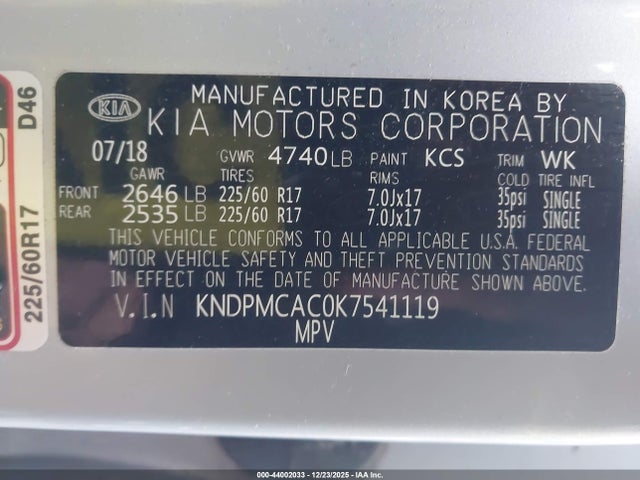 KIA
MANUFACTURED IN KOREA BY
KIA MOTORS CORPORATION
07/18 GVWR 4740 LB PAINT KCS TRIM WK
GAWR TIRES RIMS COLD TIRE INFL
FRONT 2646 LB 225/60 R17 7.0Jx17 35psi SINGLE
REAR 2535 LB 225/60 R17 7.0Jx17 35psi SINGLE
THIS VEHICLE CONFORMS TO ALL APPLICABLE U.S.A. FEDERAL
MOTOR VEHICLE SAFETY AND THEFT PREVENTION STANDARDS
IN EFFECT ON THE DATE OF MANUFACTURE SHOWN ABOVE.
V.I.N KNDPMCAC0K7541119
MPV
225/60R17 D46
000-44002033 - 12/23/2025 - IAA Inc.